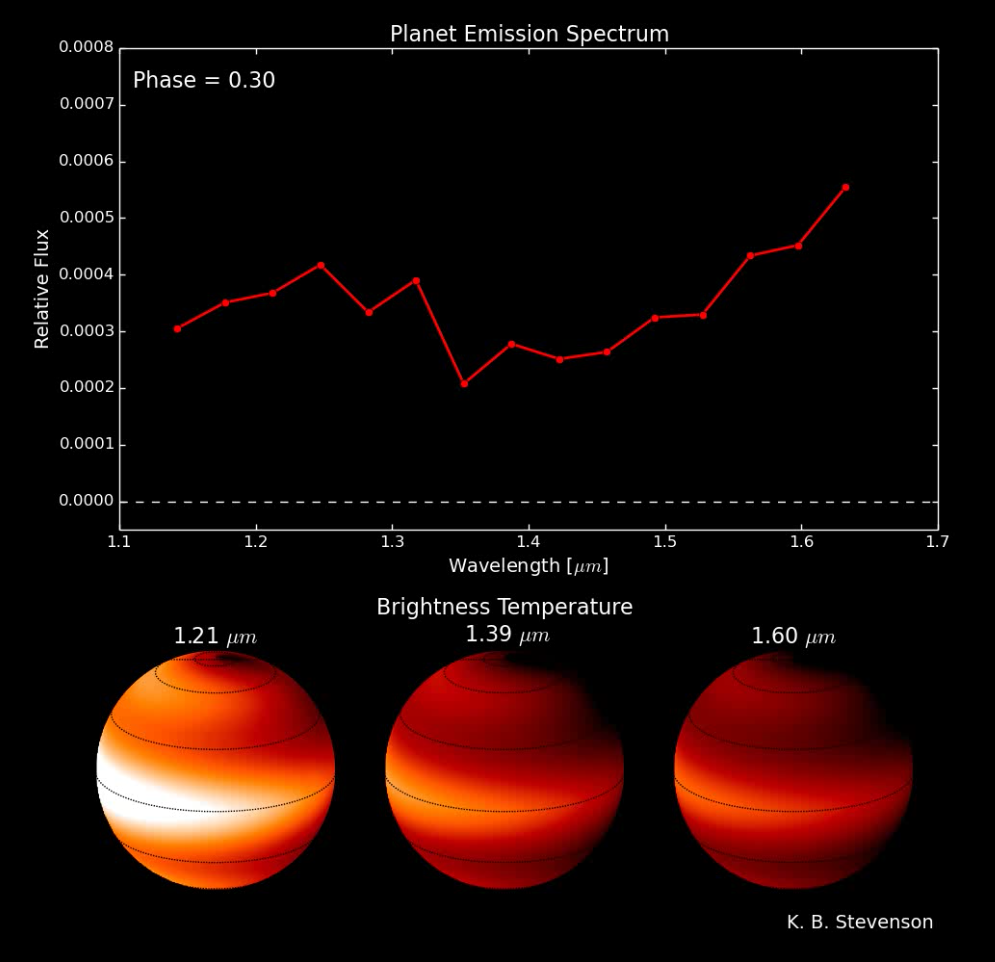 Planet Emission Spectrum
Phase = 0.30
0.0008
0.0007
0.0006
0.0005
0.0004
0.0003
0.0002
0.0001
0.0000
Relative Flux
1.1 1.2 1.3 1.4 1.5 1.6 1.7
Wavelength [μm]
Brightness Temperature
1.21 μm 1.39 μm 1.60 μm
K. B. Stevenson